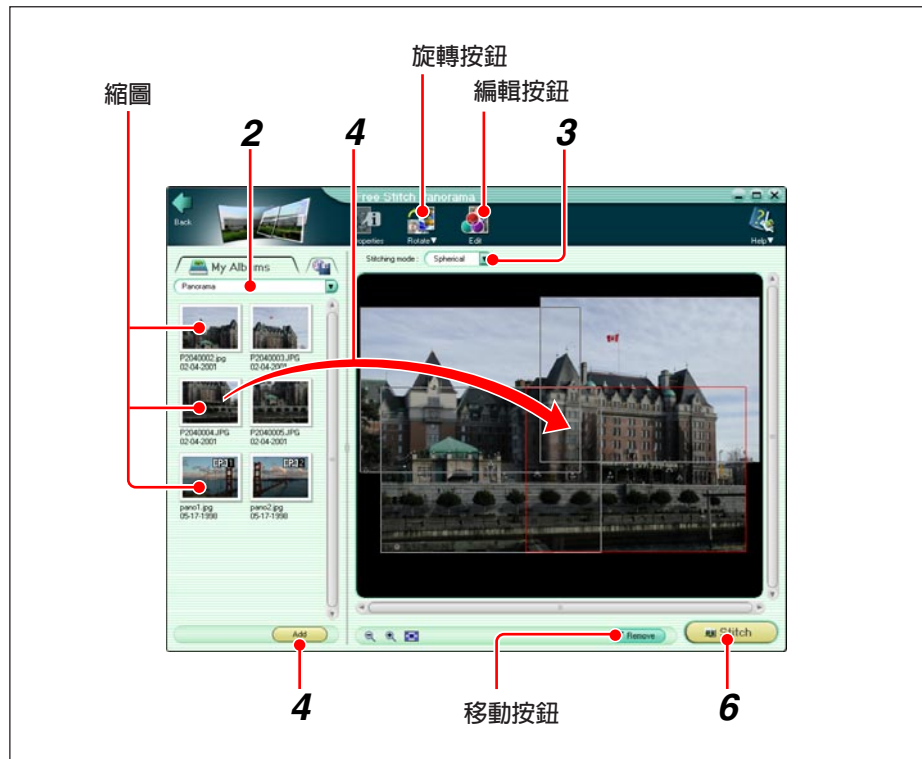 旋轉按鈕
縮圖
編輯按鈕
2
4
3
Free Stitch Panorama
Back
Properties
Rotate▼
Edit
Help▼
My Albums
Stitching mode :
Spherical
Panorama
P2040002.jpg
02-04-2001
P2040003.JPG
02-04-2001
P2040004.JPG
02-04-2001
P2040005.JPG
02-04-2001
pano1.jpg
05-17-1998
pano2.jpg
05-17-1998
Add
Remove
Stitch
4
移動按鈕
6